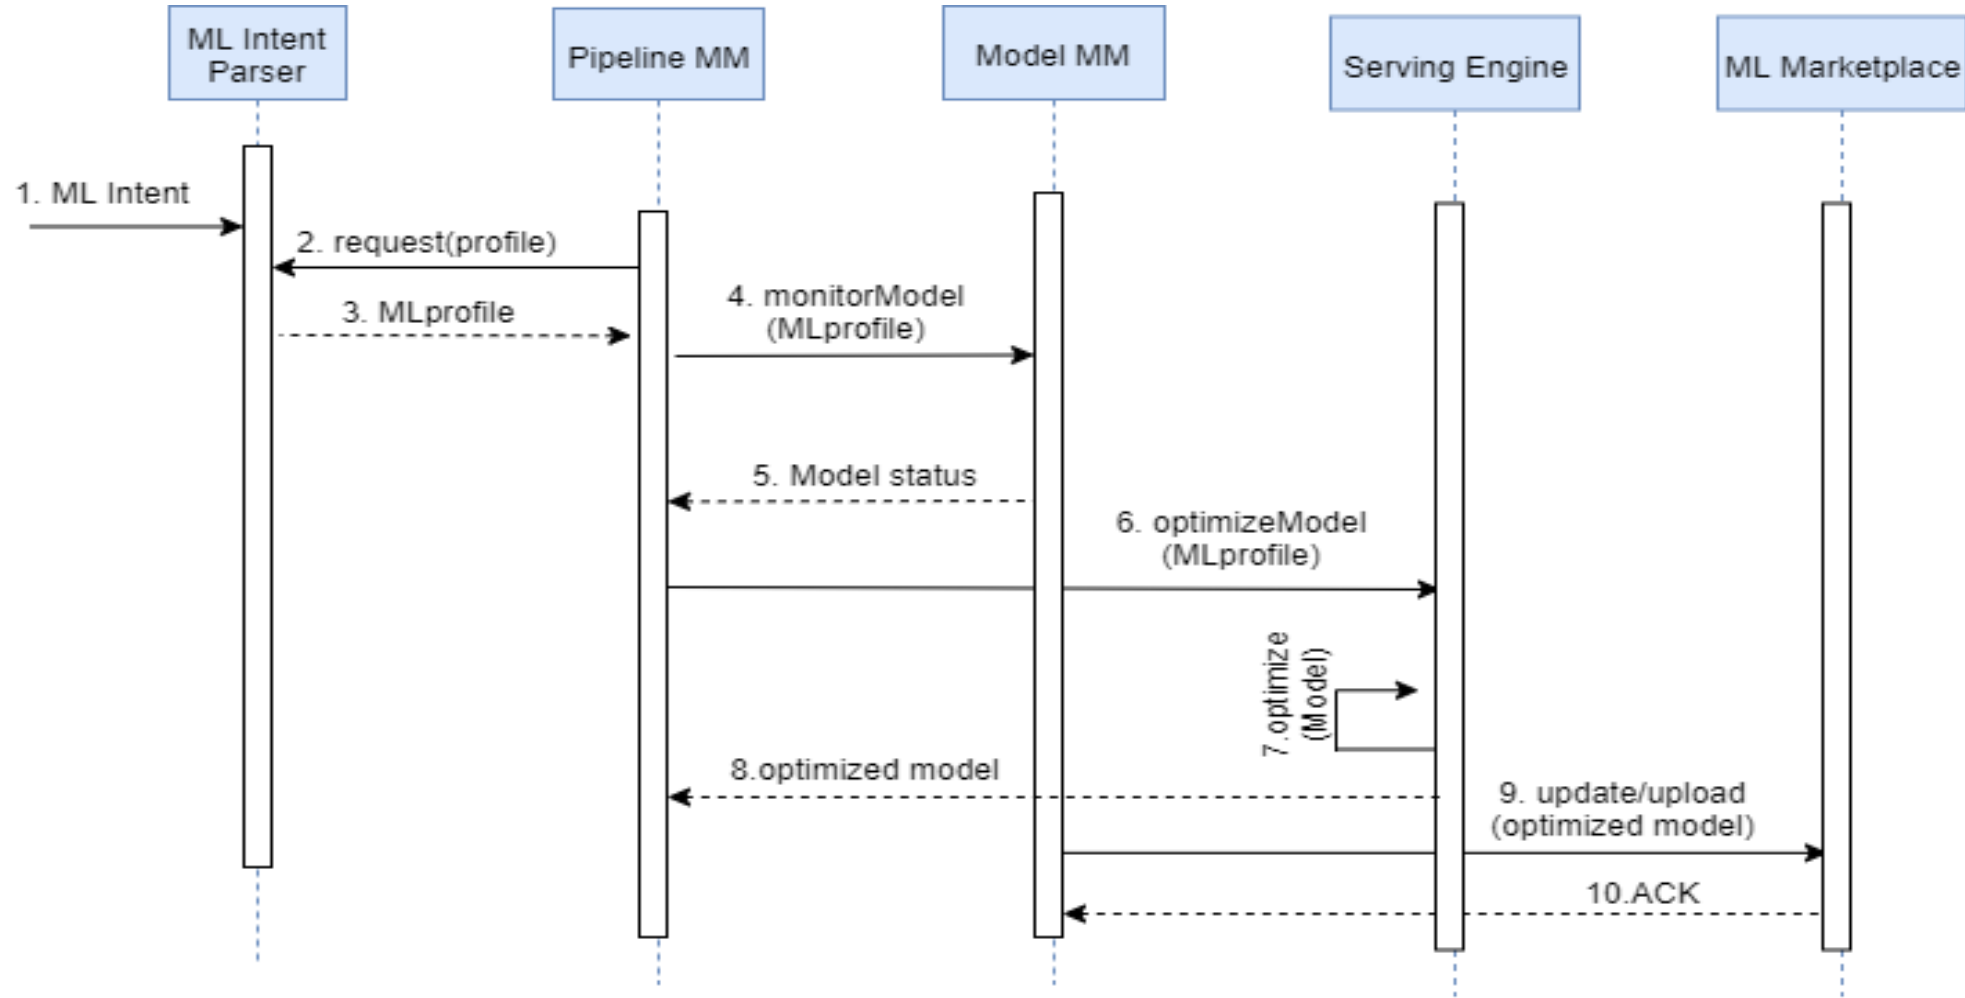 ML Intent
Parser
Pipeline MM
Model MM
Serving Engine
ML Marketplace
1. ML Intent
2. request(profile)
3. MLprofile
4. monitorModel
(MLprofile)
5. Model status
6. optimizeModel
(MLprofile)
7.optimize
(Model)
8.optimized model
9. update/upload
(optimized model)
10.ACK